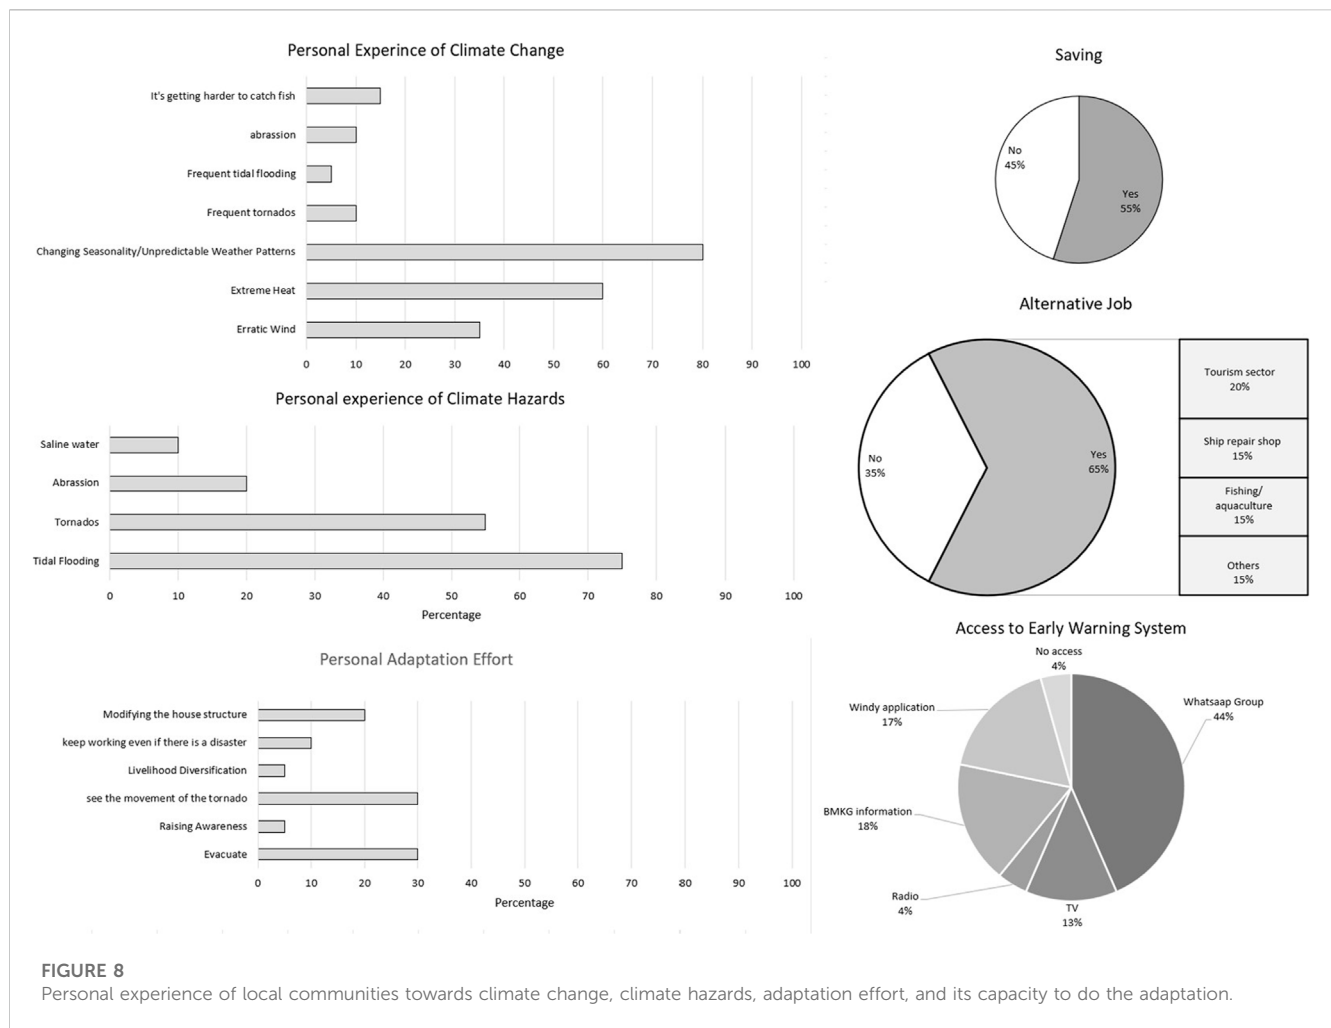 Personal Experince of Climate Change
It's getting harder to catch fish
abrassion
Frequent tidal flooding
Frequent tornados
Changing Seasonality/Unpredictable Weather Patterns
Extreme Heat
Erratic Wind
0 10 20 30 40 50 60 70 80 90 100
Personal experience of Climate Hazards
Saline water
Abrassion
Tornados
Tidal Flooding
0 10 20 30 40 50 60 70 80 90 100
Percentage
Personal Adaptation Effort
Modifying the house structure
keep working even if there is a disaster
Livelihood Diversification
see the movement of the tornado
Raising Awareness
Evacuate
0 10 20 30 40 50 60 70 80 90 100
Percentage
Saving
No
45%
Yes
55%
Alternative Job
No
35%
Yes
65%
Tourism sector
20%
Ship repair shop
15%
Fishing/
aquaculture
15%
Others
15%
Access to Early Warning System
No access
4%
Windy application
17%
Whatsaap Group
44%
BMKG information
18%
Radio
4%
TV
13%
FIGURE 8
Personal experience of local communities towards climate change, climate hazards, adaptation effort, and its capacity to do the adaptation.